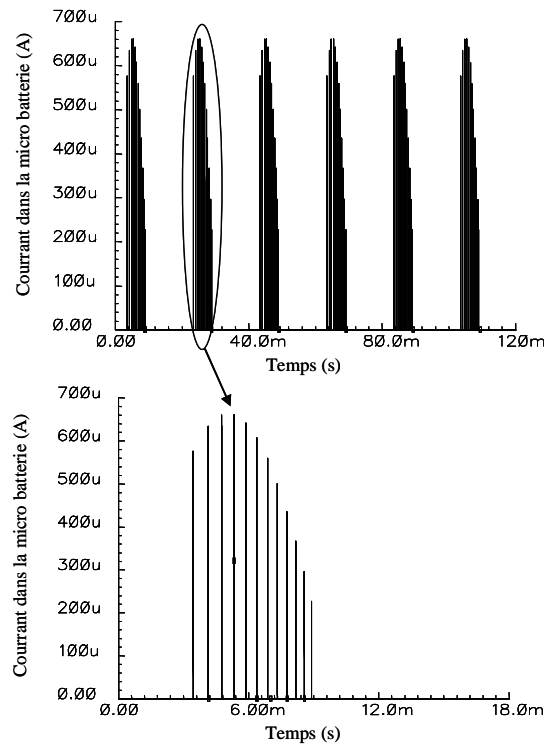 Courrant dans la micro batterie (A)
700u
600u
500u
400u
300u
200u
100u
0.00
0.00 40.0m 80.0m 120m
Temps (s)
Courrant dans la micro batterie (A)
700u
600u
500u
400u
300u
200u
100u
0.00
0.00 6.00m 12.0m 18.0m
Temps (s)